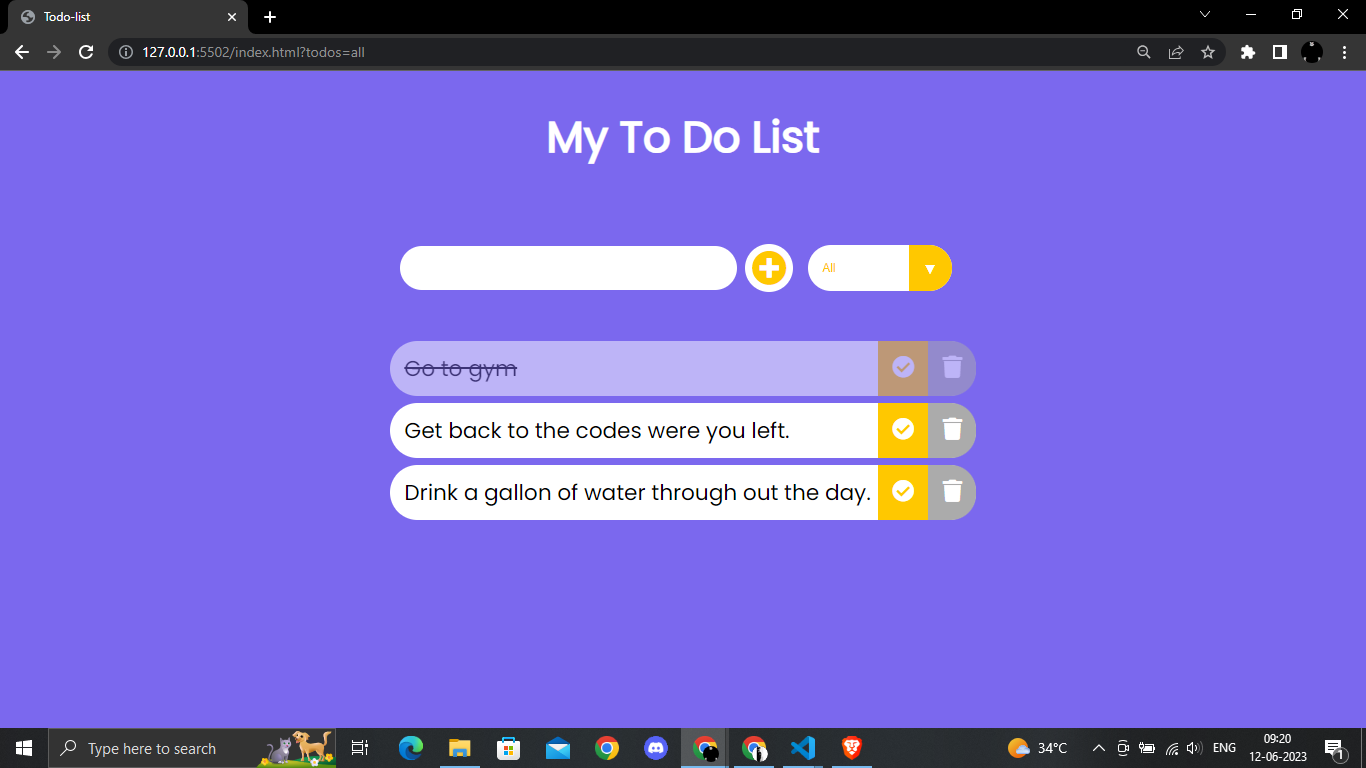 Todo-list
127.0.0.1:5502/index.html?todos=all
My To Do List
All
Go to gym
Get back to the codes were you left.
Drink a gallon of water through out the day.
Type here to search
34°C
ENG
09:20
12-06-2023
1